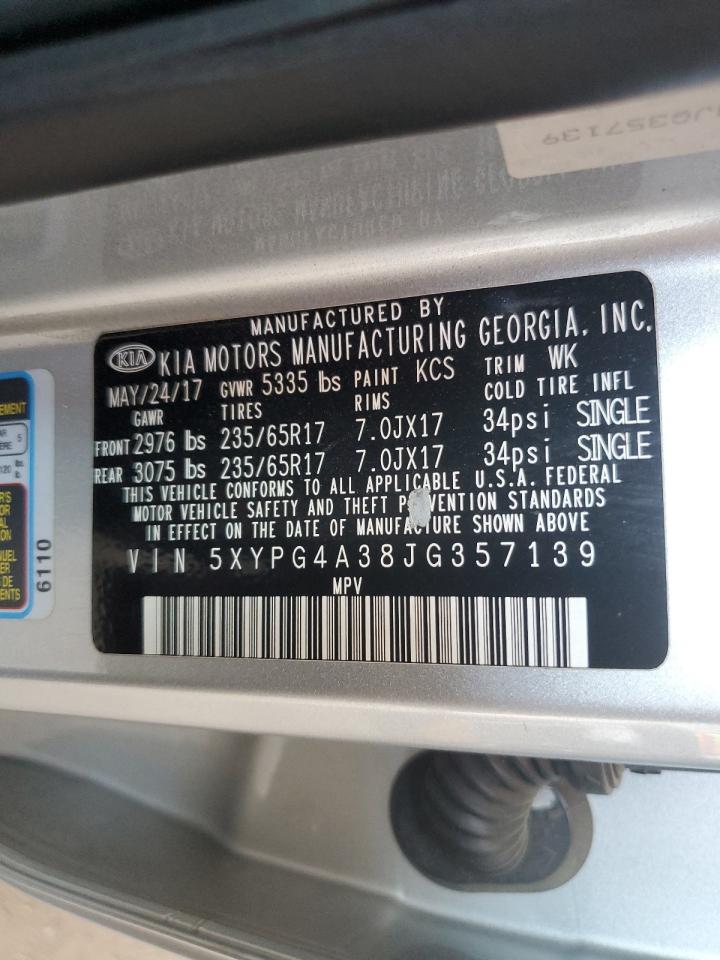 JG357139
MANUFACTURED BY
KIA KIA MOTORS MANUFACTURING GEORGIA, INC.
MAY/24/17 GVWR 5335 lbs PAINT KCS TRIM WK
GAWR TIRES RIMS COLD TIRE INFL
FRONT 2976 lbs 235/65R17 7.0JX17 34psi SINGLE
REAR 3075 lbs 235/65R17 7.0JX17 34psi SINGLE
THIS VEHICLE CONFORMS TO ALL APPLICABLE U.S.A. FEDERAL
MOTOR VEHICLE SAFETY AND THEFT PREVENTION STANDARDS
IN EFFECT ON THE DATE OF MANUFACTURE SHOWN ABOVE
VIN 5XYPG4A38JG357139
MPV
6110